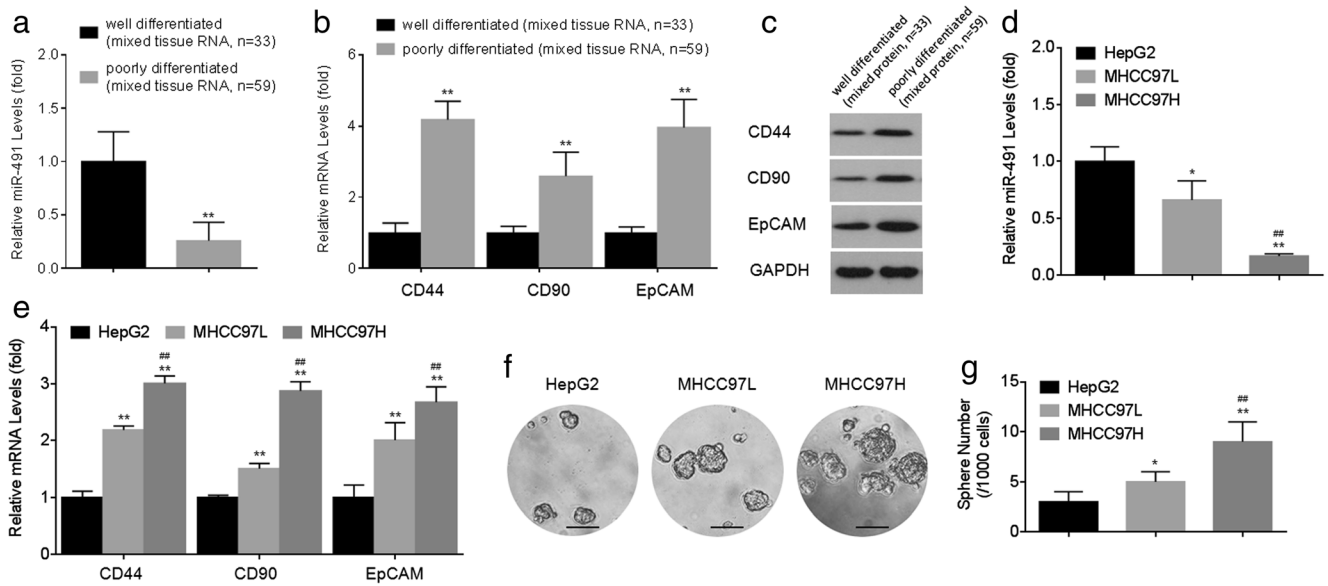 a
well differentiated
(mixed tissue RNA, n=33)
poorly differentiated
(mixed tissue RNA, n=59)
Relative miR-491 Levels (fold)
2.0
1.5
1.0
0.5
0.0
**
b
well differentiated (mixed tissue RNA, n=33)
poorly differentiated (mixed tissue RNA, n=59)
Relative mRNA Levels (fold)
6
4
2
0
**
**
**
CD44
CD90
EpCAM
c
well differentiated
(mixed protein, n=33)
poorly differentiated
(mixed protein, n=59)
CD44
CD90
EpCAM
GAPDH
d
HepG2
MHCC97L
MHCC97H
Relative miR-491 Levels (fold)
2.0
1.5
1.0
0.5
0.0
*
##
**
e
HepG2
MHCC97L
MHCC97H
Relative mRNA Levels (fold)
4
3
2
1
0
**
##
**
**
##
**
**
##
**
CD44
CD90
EpCAM
f
HepG2
MHCC97L
MHCC97H
g
HepG2
MHCC97L
MHCC97H
Sphere Number
(/1000 cells)
15
10
5
0
*
##
**